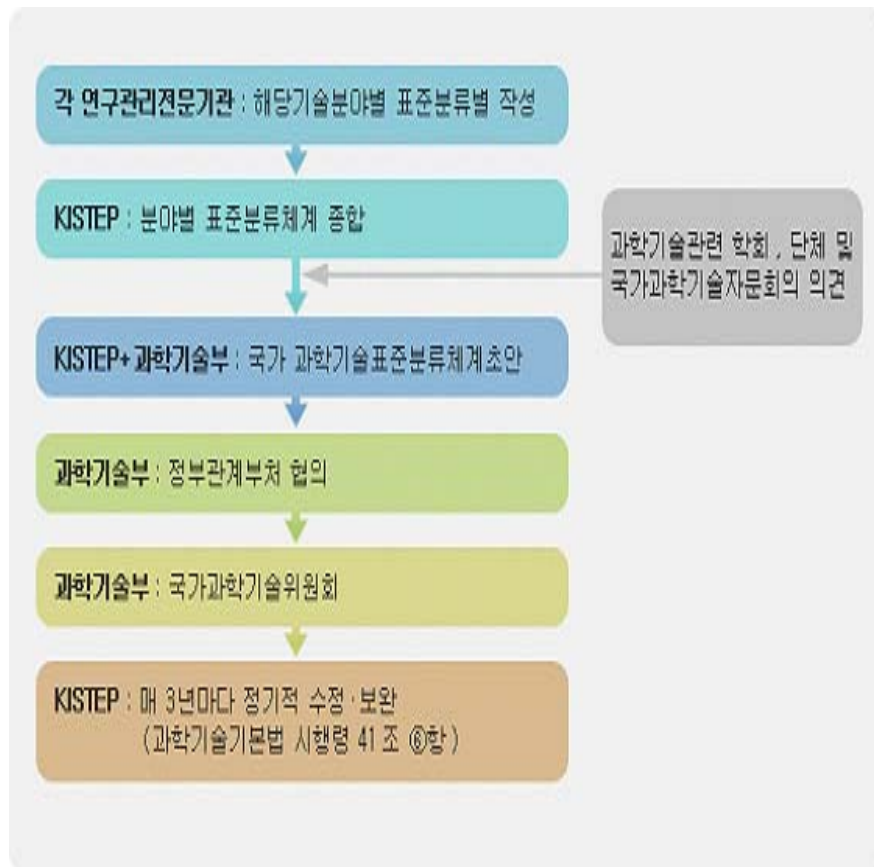 각 연구관리전문기관 : 해당기술분야별 표준분류별 작성
KISTEP : 분야별 표준분류체계 종합
과학기술관련 학회 , 단체 및
국가과학기술자문회의 의견
KISTEP+과학기술부 : 국가 과학기술표준분류체계초안
과학기술부 : 정부관계부처 협의
과학기술부 : 국가과학기술위원회
KISTEP : 매 3년마다 정기적 수정·보완
(과학기술기본법 시행령 41조 ⑥항)